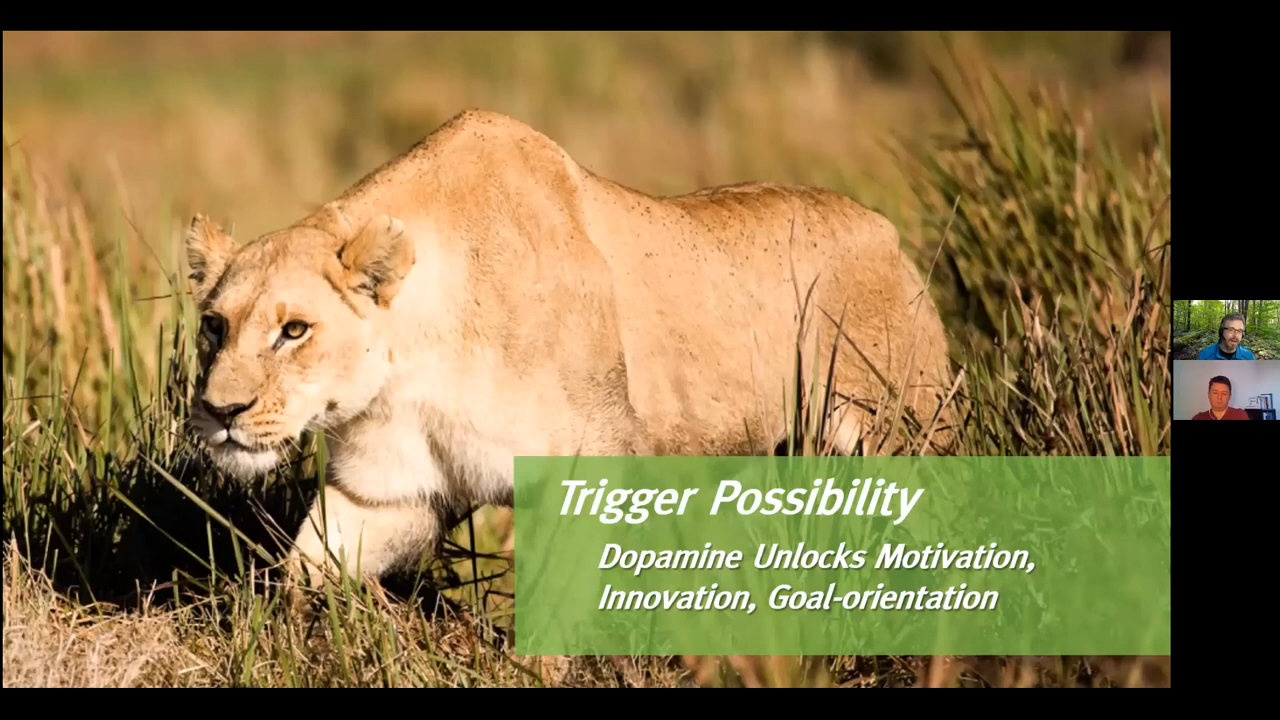 Trigger Possibility
Dopamine Unlocks Motivation,
Innovation, Goal-orientation